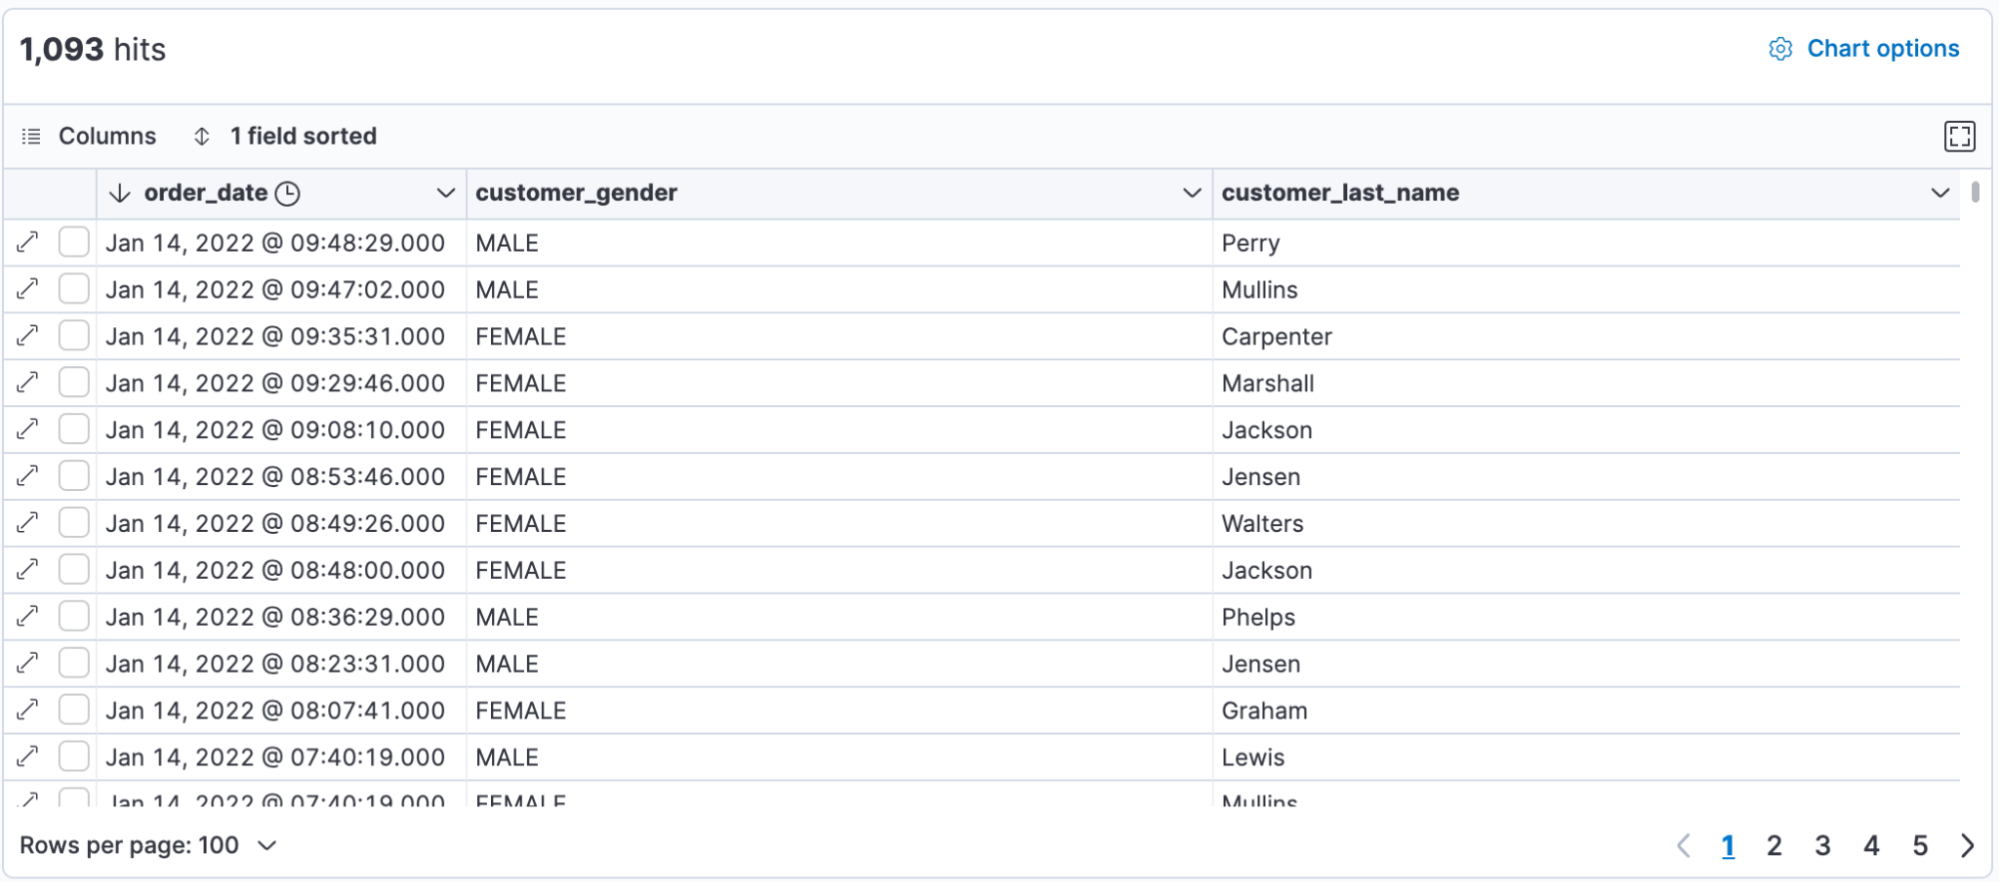 1,093 hits Chart options
Columns 1 field sorted
order_date customer_gender customer_last_name
Jan 14, 2022 @ 09:48:29.000 MALE Perry
Jan 14, 2022 @ 09:47:02.000 MALE Mullins
Jan 14, 2022 @ 09:35:31.000 FEMALE Carpenter
Jan 14, 2022 @ 09:29:46.000 FEMALE Marshall
Jan 14, 2022 @ 09:08:10.000 FEMALE Jackson
Jan 14, 2022 @ 08:53:46.000 FEMALE Jensen
Jan 14, 2022 @ 08:49:26.000 FEMALE Walters
Jan 14, 2022 @ 08:48:00.000 FEMALE Jackson
Jan 14, 2022 @ 08:36:29.000 MALE Phelps
Jan 14, 2022 @ 08:23:31.000 MALE Jensen
Jan 14, 2022 @ 08:07:41.000 FEMALE Graham
Jan 14, 2022 @ 07:40:19.000 MALE Lewis
Jan 14, 2022 @ 07:40:19.000 FEMALE Mullins
Rows per page: 100 1 2 3 4 5